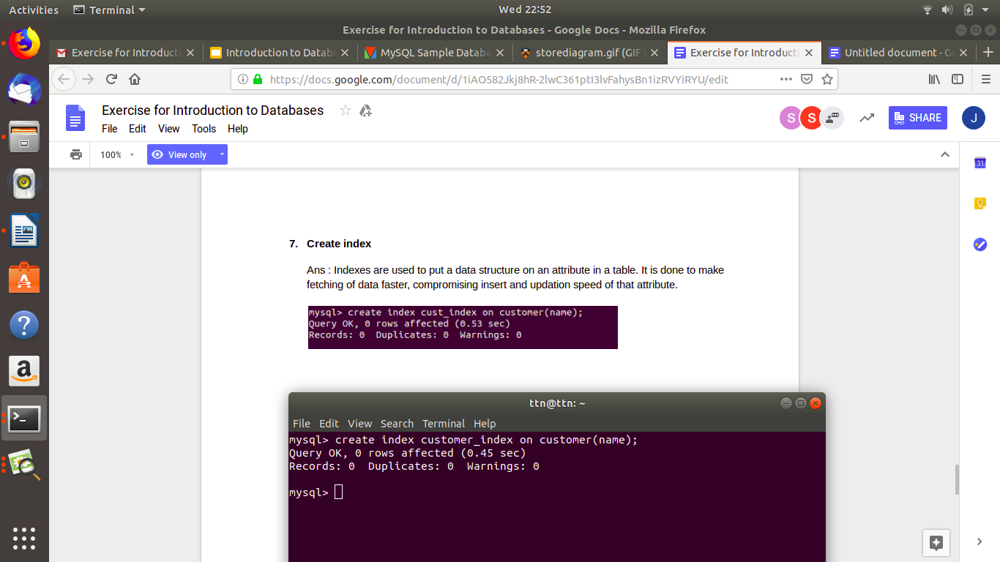 Activities
Terminal
Wed 22:52
Exercise for Introduction to Databases - Google Docs - Mozilla Firefox
Exercise for Introducti
Introduction to Databa
MySQL Sample Databa
storediagram.gif (GIF
Exercise for Introducti
Untitled document - Go
https://docs.google.com/document/d/1iAO582Jkj8hR-2lwC361ptI3lvFahysBn1izRVYiRYU/edit
Exercise for Introduction to Databases
File Edit View Tools Help
S S
SHARE
J
100%
View only
31
7. Create index
Ans : Indexes are used to put a data structure on an attribute in a table. It is done to make
fetching of data faster, compromising insert and updation speed of that attribute.
mysql> create index cust_index on customer(name);
Query OK, 0 rows affected (0.53 sec)
Records: 0  Duplicates: 0  Warnings: 0
ttn@ttn: ~
File Edit View Search Terminal Help
mysql> create index customer_index on customer(name);
Query OK, 0 rows affected (0.45 sec)
Records: 0  Duplicates: 0  Warnings: 0
mysql>